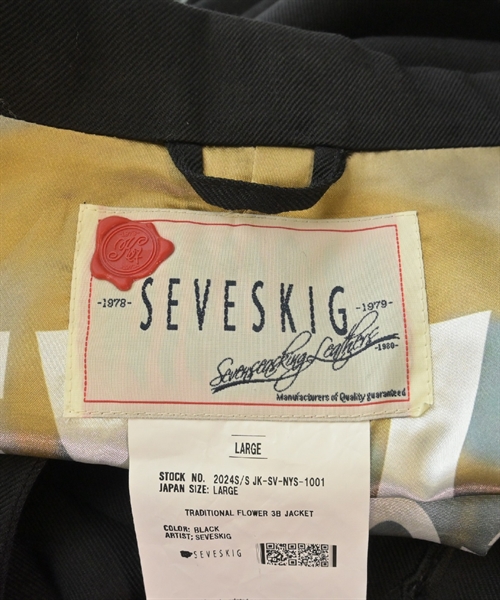 -1978-
SEVESKIG
-1979-
-1980-
Sevenseasking Leathers
Manufacturers of Quality guaranteed
LARGE
STOCK NO. 2024S/S JK-SV-NYS-1001
JAPAN SIZE: LARGE
TRADITIONAL FLOWER 3B JACKET
COLOR: BLACK
ARTIST; SEVESKIG
SEVESKIG